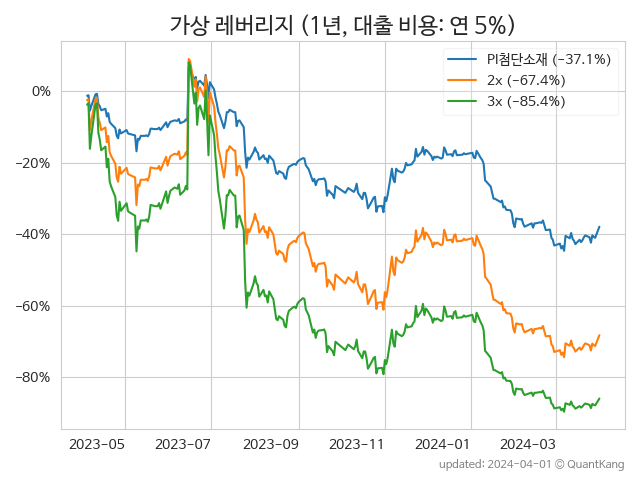 가상 레버리지 (1년, 대출 비용: 연 5%)
PI첨단소재 (−37.1%)
2x (−67.4%)
3x (−85.4%)
0%
−20%
−40%
−60%
−80%
2023-05 2023-07 2023-09 2023-11 2024-01 2024-03
updated: 2024-04-01 © QuantKang